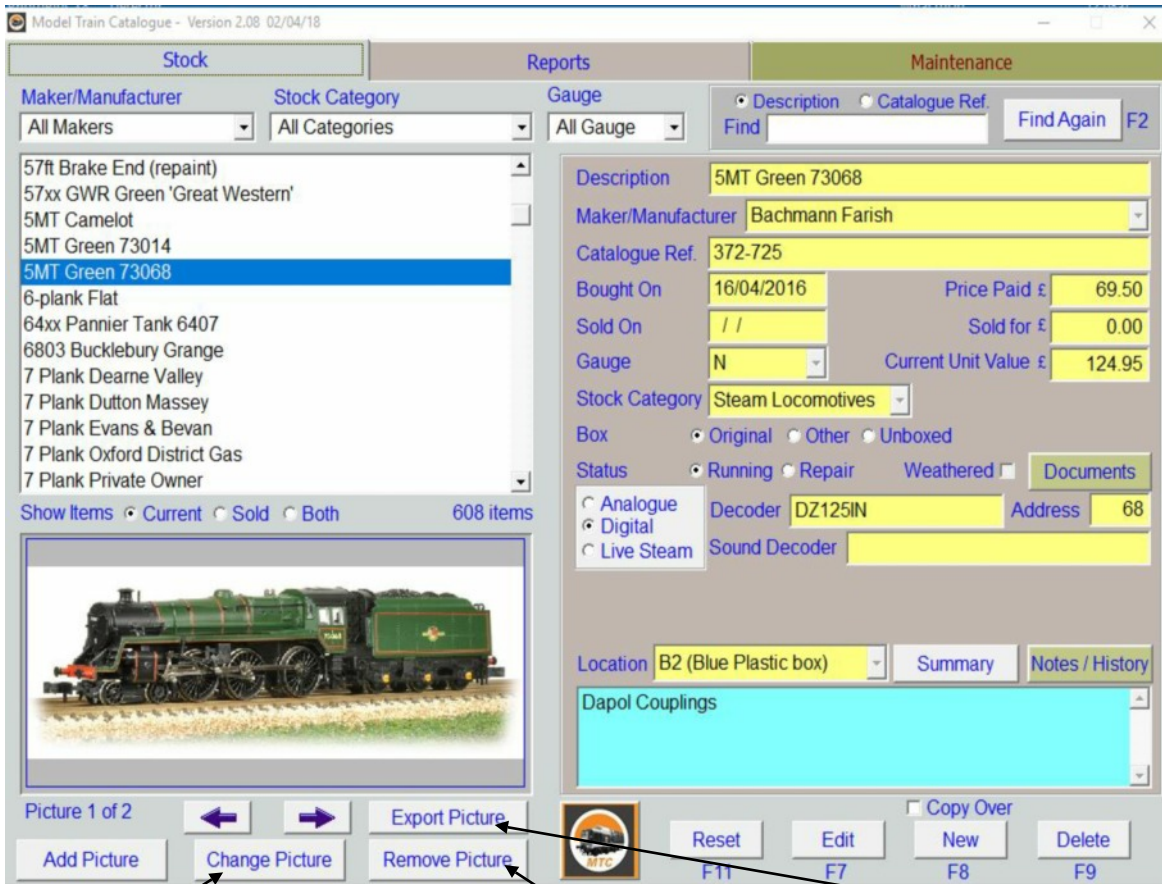 Model Train Catalogue - Version 2.08 02/04/18
Stock
Reports
Maintenance
Maker/Manufacturer
Stock Category
Gauge
All Makers
All Categories
All Gauge
Description
Catalogue Ref.
Find
Find Again
F2
57ft Brake End (repaint)
57xx GWR Green 'Great Western'
5MT Camelot
5MT Green 73014
5MT Green 73068
6-plank Flat
64xx Pannier Tank 6407
6803 Bucklebury Grange
7 Plank Dearne Valley
7 Plank Dutton Massey
7 Plank Evans & Bevan
7 Plank Oxford District Gas
7 Plank Private Owner
Show Items Current Sold Both 608 items
Description 5MT Green 73068
Maker/Manufacturer Bachmann Farish
Catalogue Ref. 372-725
Bought On 16/04/2016 Price Paid £ 69.50
Sold On / / Sold for £ 0.00
Gauge N Current Unit Value £ 124.95
Stock Category Steam Locomotives
Box Original Other Unboxed
Status Running Repair Weathered Documents
Analogue
Digital
Live Steam
Decoder DZ125IN Address 68
Sound Decoder
Location B2 (Blue Plastic box) Summary Notes / History
Dapol Couplings
Picture 1 of 2
Export Picture
Add Picture Change Picture Remove Picture
MTC
Copy Over
Reset Edit New Delete
F11 F7 F8 F9